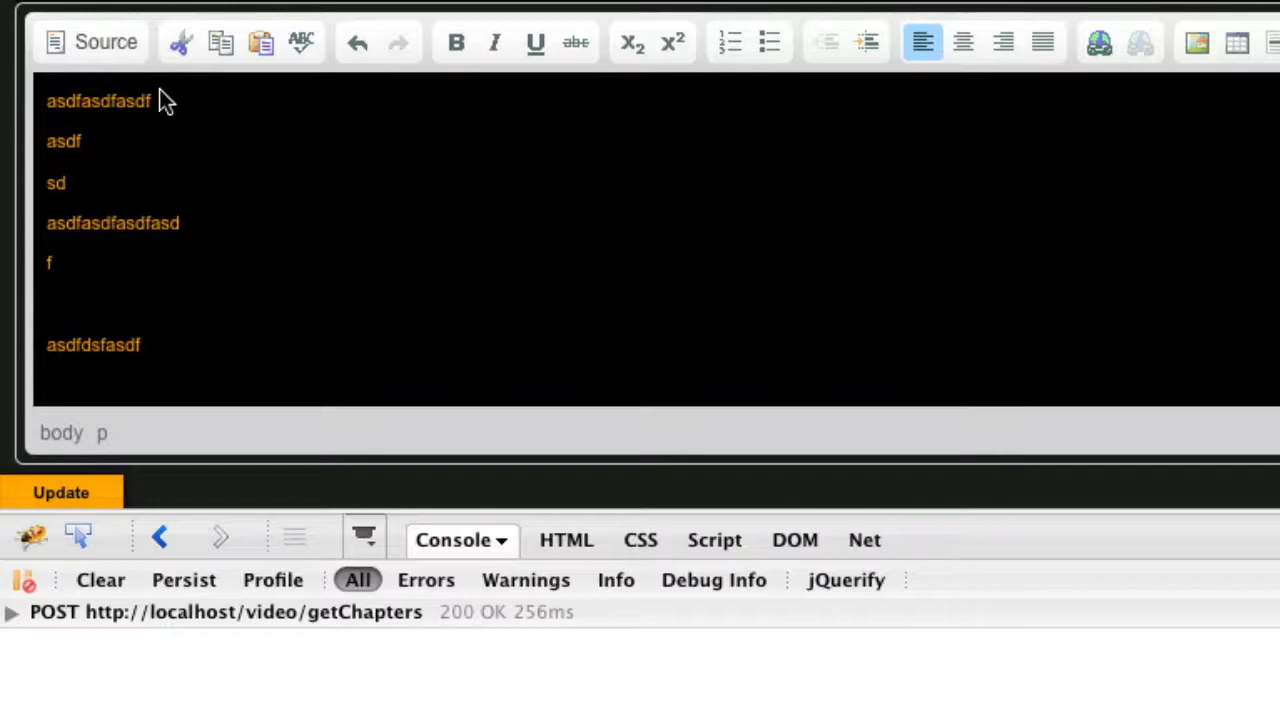 Source ABC B I U abc X2 X²
asdfasdfasdf
asdf
sd
asdfasdfasdfasd
f
asdfdsfasdf
body p
Update
Console HTML CSS Script DOM Net
Clear Persist Profile All Errors Warnings Info Debug Info jQuerify
POST http://localhost/video/getChapters 200 OK 256ms